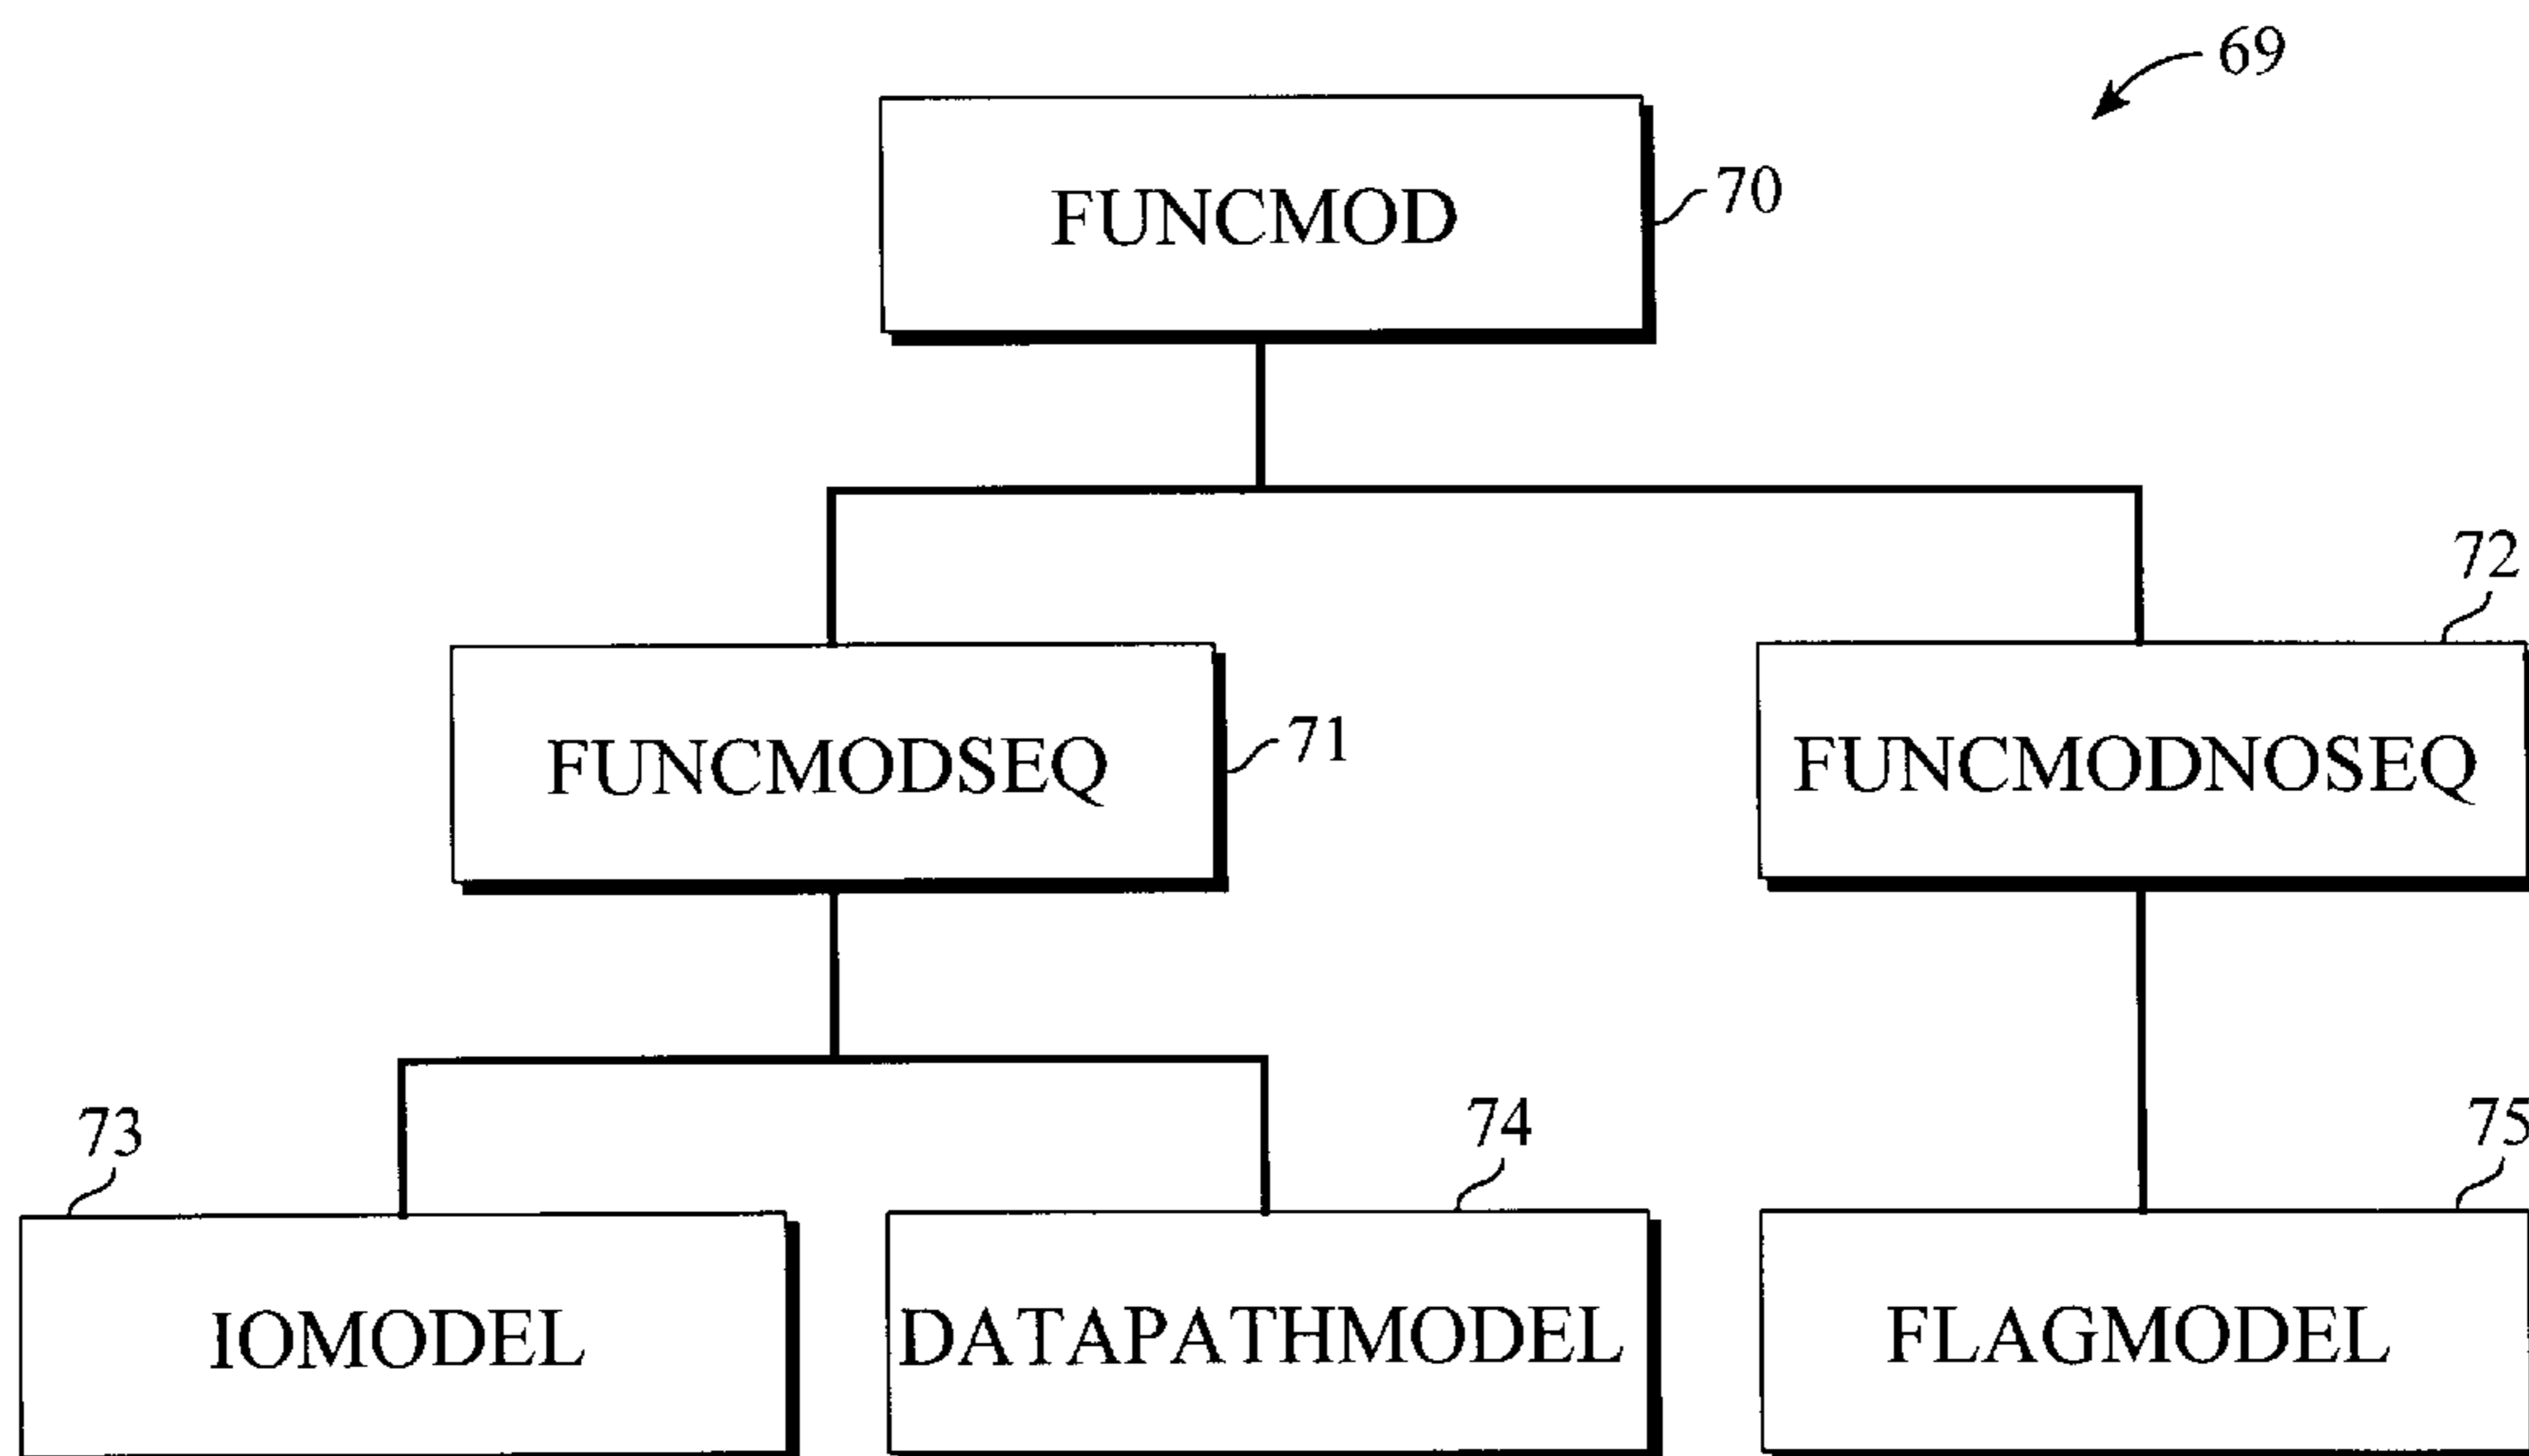 69
FUNCMOD
70
72
FUNCMODSEQ
71
FUNCMODNOSEQ
73
74
75
IOMODEL
DATAPATHMODEL
FLAGMODEL